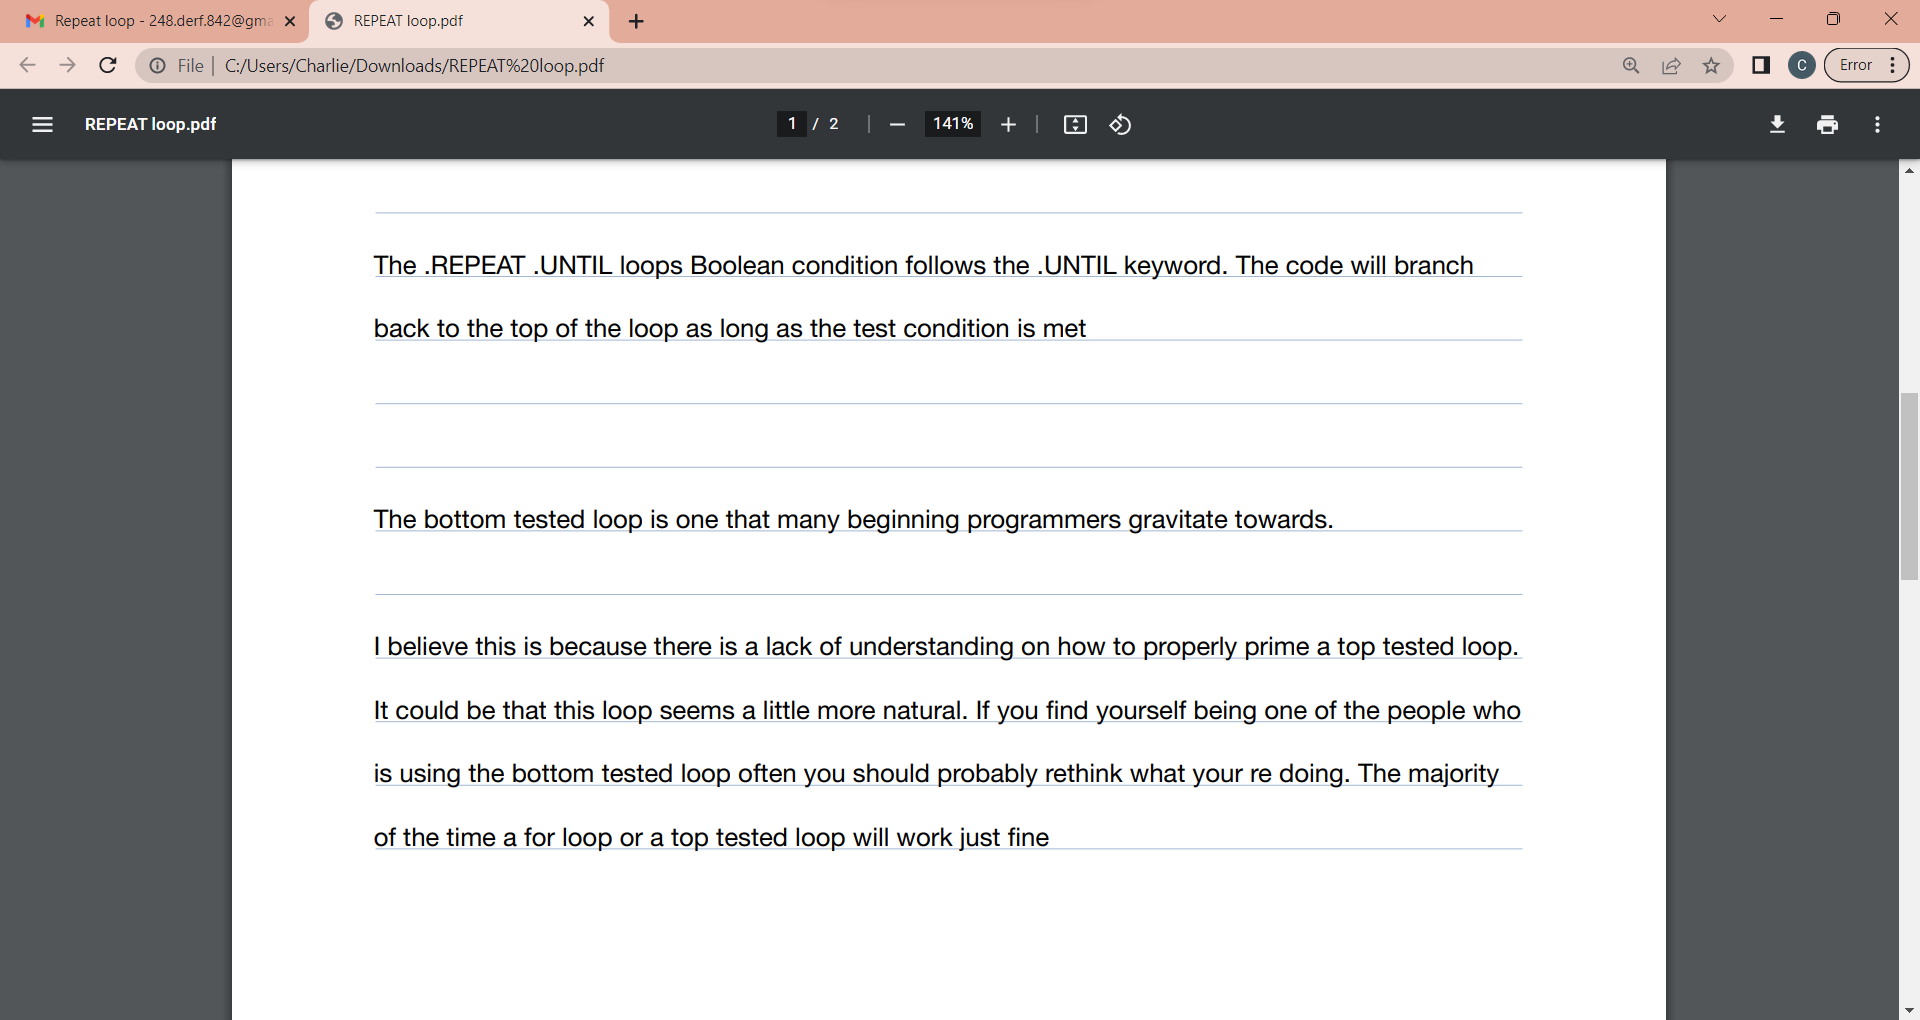 Repeat loop - 248.derf.842@gma
REPEAT loop.pdf
File | C:/Users/Charlie/Downloads/REPEAT%20loop.pdf
C
Error
REPEAT loop.pdf
1 / 2
141%
The .REPEAT .UNTIL loops Boolean condition follows the .UNTIL keyword. The code will branch
back to the top of the loop as long as the test condition is met
The bottom tested loop is one that many beginning programmers gravitate towards.
I believe this is because there is a lack of understanding on how to properly prime a top tested loop.
It could be that this loop seems a little more natural. If you find yourself being one of the people who
is using the bottom tested loop often you should probably rethink what your re doing. The majority
of the time a for loop or a top tested loop will work just fine